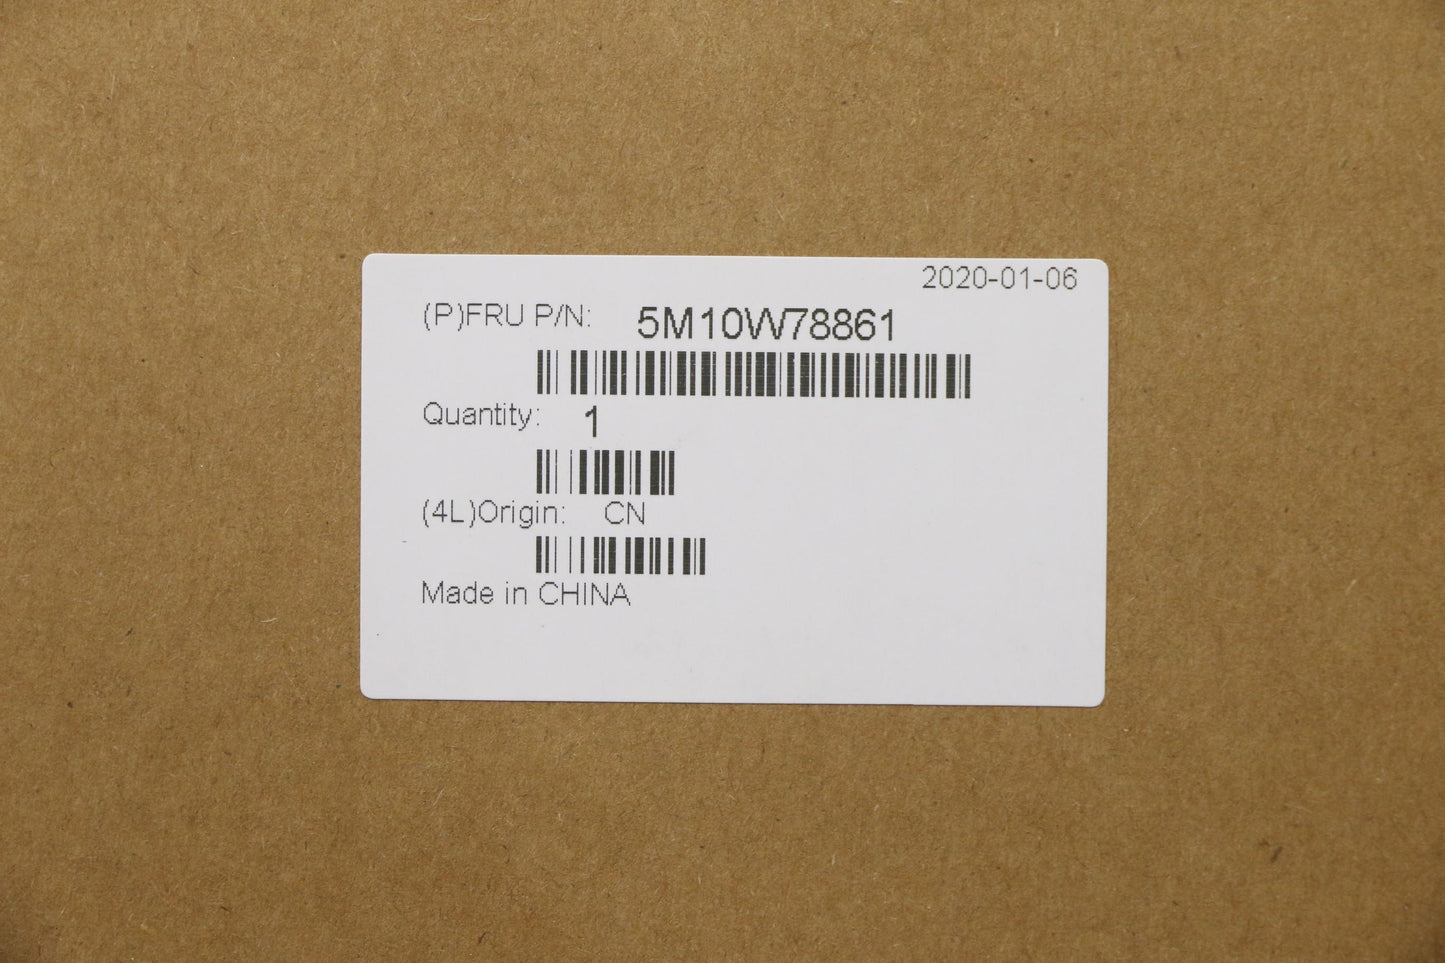 2020-01-06
(P)FRU P/N: 5M10W78861
Quantity: 1
(4L)Origin: CN
Made in CHINA